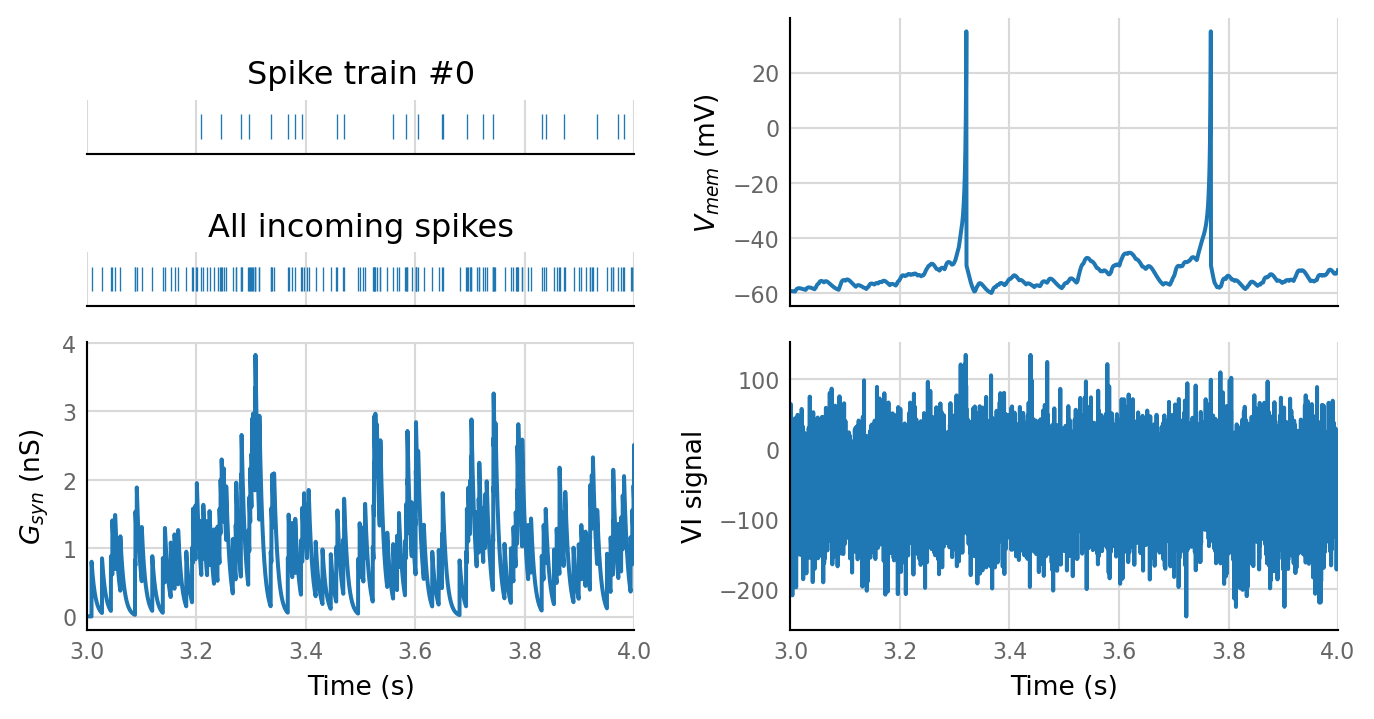 Spike train #0
All incoming spikes
4
3
2
1
0
G_syn (nS)
3.0 3.2 3.4 3.6 3.8 4.0
Time (s)
20
0
−20
−40
−60
V_mem (mV)
100
0
−100
−200
VI signal
3.0 3.2 3.4 3.6 3.8 4.0
Time (s)